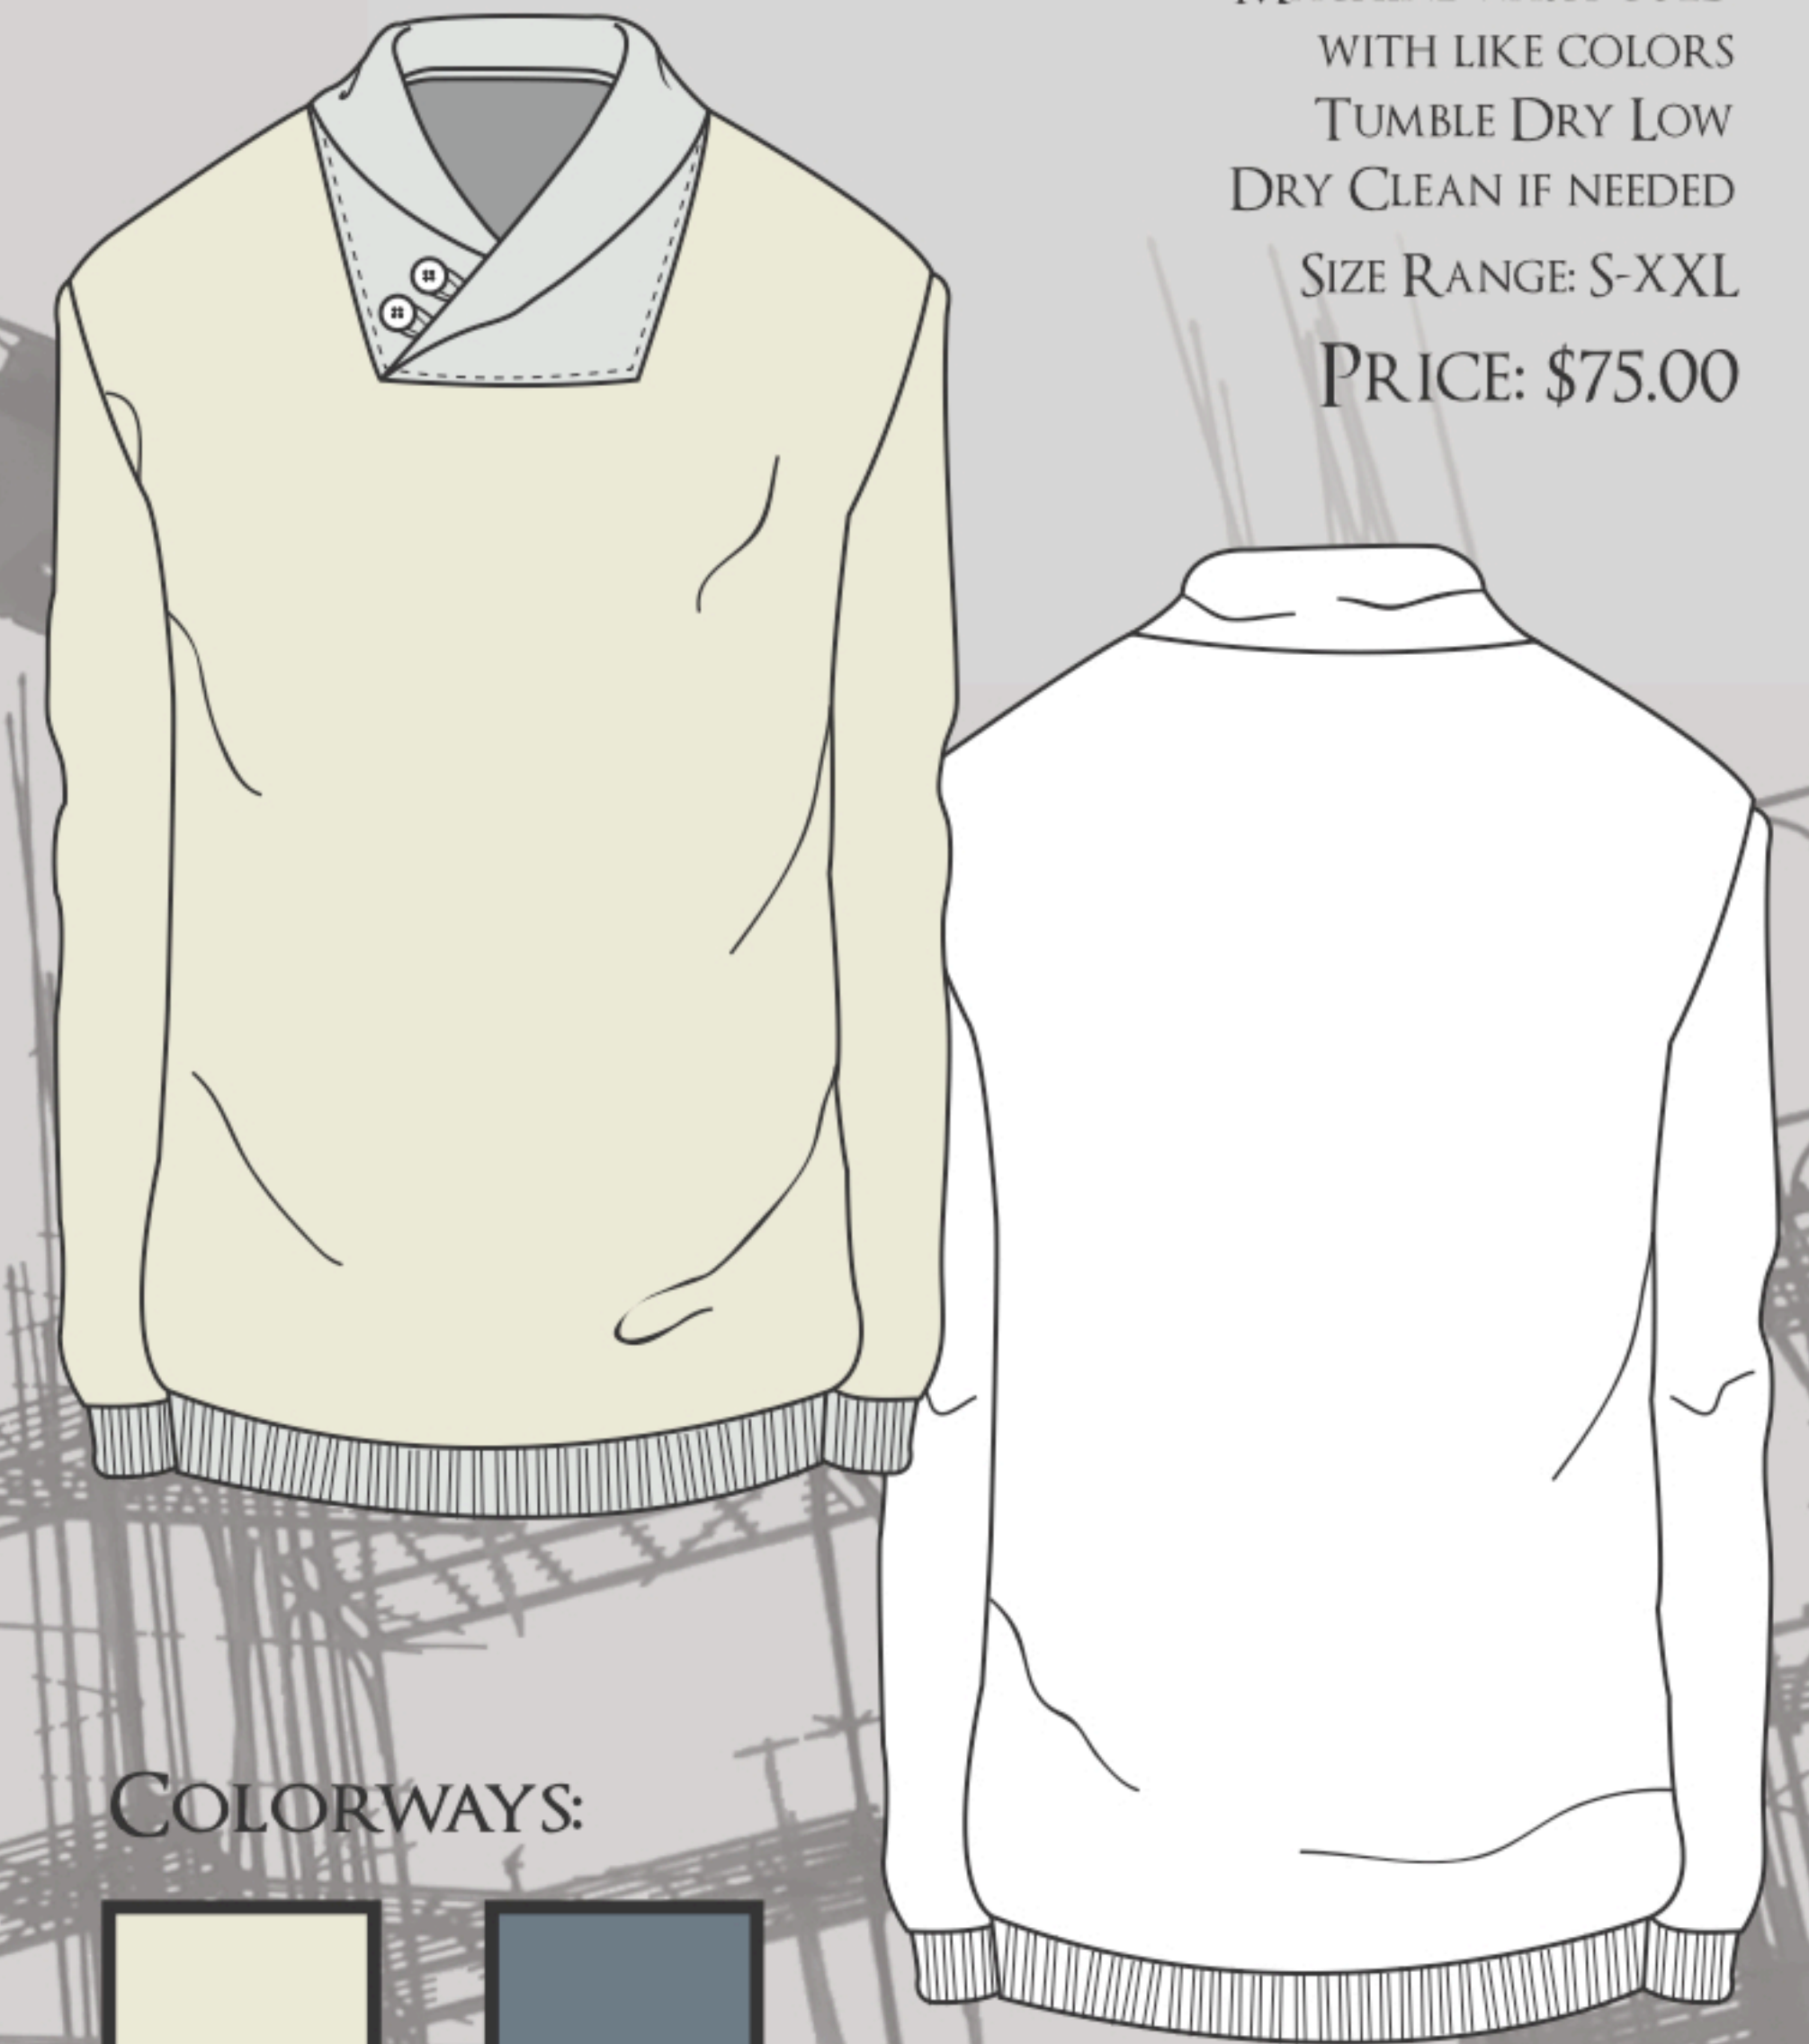 with like colors
Tumble Dry Low
Dry Clean if needed
Size Range: S-XXL
Price: $75.00
Colorways: